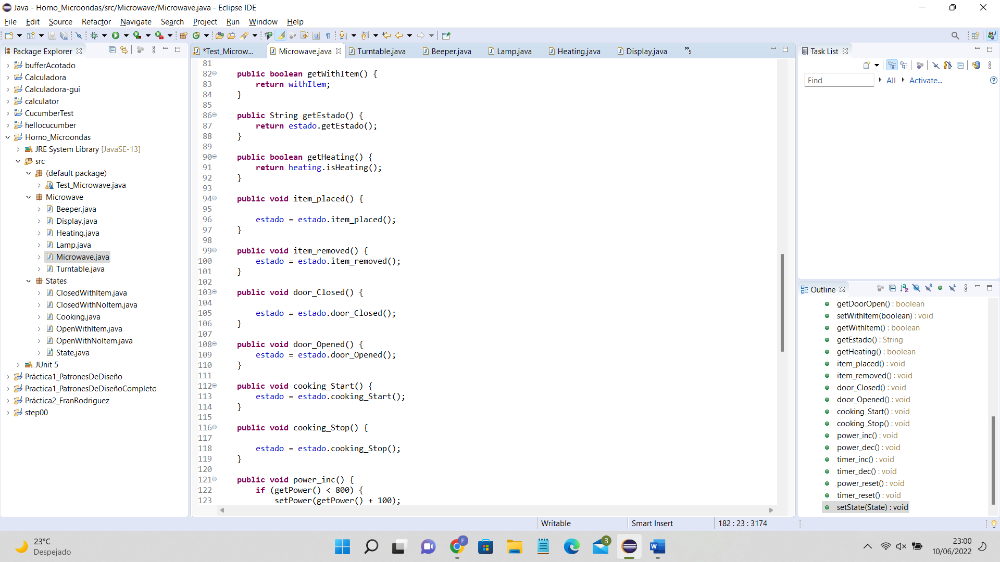 Java - Horno_Microondas/src/Microwave/Microwave.java - Eclipse IDE
File Edit Source Refactor Navigate Search Project Run Window Help
Package Explorer
bufferAcotado
Calculadora
Calculadora-gui
calculator
CucumberTest
hellocucumber
Horno_Microondas
JRE System Library [JavaSE-13]
src
(default package)
Test_Microwave.java
Microwave
Beeper.java
Display.java
Heating.java
Lamp.java
Microwave.java
Turntable.java
States
ClosedWithItem.java
ClosedWithNoItem.java
Cooking.java
OpenWithItem.java
OpenWithNoItem.java
State.java
JUnit 5
Práctica1_PatronesDeDiseño
Practica1_PatronesDeDiseñoCompleto
Práctica2_FranRodriguez
step00
*Test_Microw... Microwave.java Turntable.java Beeper.java Lamp.java Heating.java Display.java »5
81
82 public boolean getWithItem() {
83 return withItem;
84 }
85
86 public String getEstado() {
87 return estado.getEstado();
88 }
89
90 public boolean getHeating() {
91 return heating.isHeating();
92 }
93
94 public void item_placed() {
95
96 estado = estado.item_placed();
97 }
98
99 public void item_removed() {
100 estado = estado.item_removed();
101 }
102
103 public void door_Closed() {
104
105 estado = estado.door_Closed();
106 }
107
108 public void door_Opened() {
109 estado = estado.door_Opened();
110 }
111
112 public void cooking_Start() {
113 estado = estado.cooking_Start();
114 }
115
116 public void cooking_Stop() {
117
118 estado = estado.cooking_Stop();
119 }
120
121 public void power_inc() {
122 if (getPower() < 800) {
123 setPower(getPower() + 100);
Task List
Find All Activate...
Outline
getDoorOpen() : boolean
setWithItem(boolean) : void
getWithItem() : boolean
getEstado() : String
getHeating() : boolean
item_placed() : void
item_removed() : void
door_Closed() : void
door_Opened() : void
cooking_Start() : void
cooking_Stop() : void
power_inc() : void
power_dec() : void
timer_inc() : void
timer_dec() : void
power_reset() : void
timer_reset() : void
setState(State) : void
Writable Smart Insert 182 : 23 : 3174
23°C
Despejado
F
3
23:00
10/06/2022